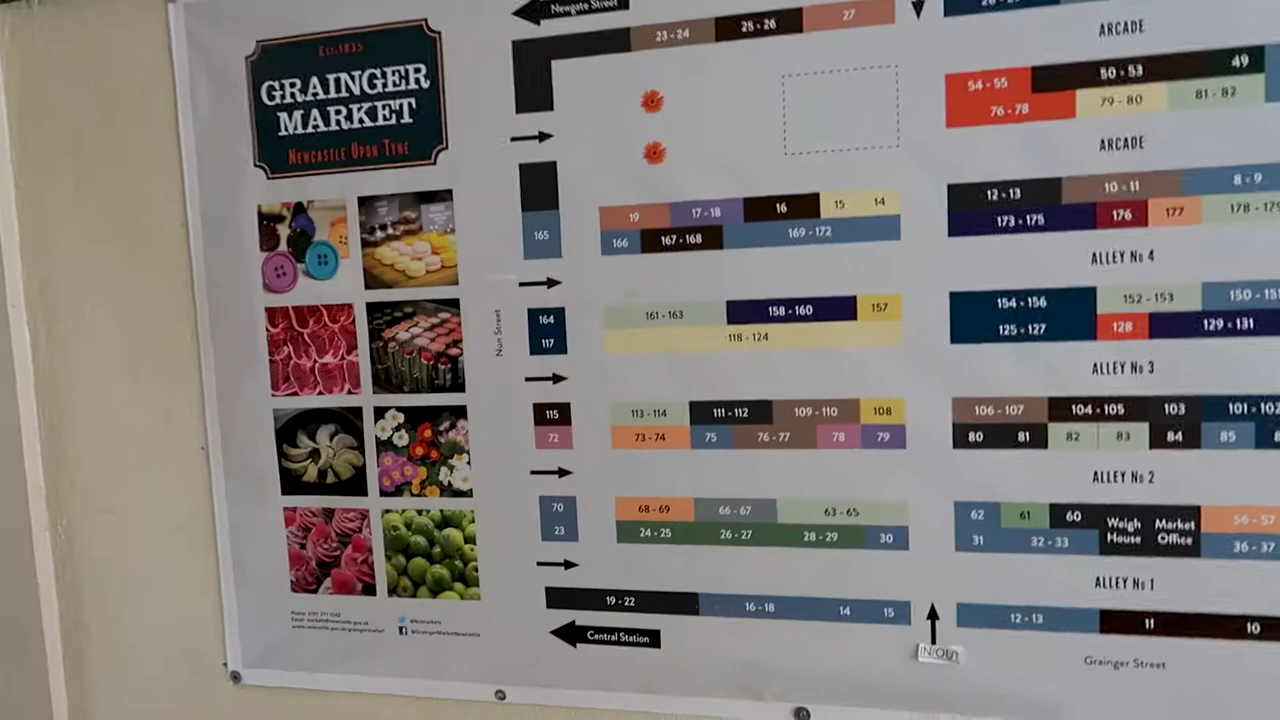 EST.1835
GRAINGER
MARKET
NEWCASTLE UPON TYNE
Newgate Street
23 - 24
25 - 26
27
ARCADE
54 - 55
50 - 53
49
76 - 78
79 - 80
81 - 82
ARCADE
12 - 13
10 - 11
8 - 9
173 - 175
176
177
178 - 179
19
17 - 18
16
15
14
165
166
167 - 168
169 - 172
ALLEY No 4
Nun Street
164
117
161 - 163
158 - 160
157
118 - 124
154 - 156
152 - 153
125 - 127
128
129 - 131
ALLEY No 3
115
72
113 - 114
111 - 112
109 - 110
108
73 - 74
75
76 - 77
78
79
106 - 107
104 - 105
103
101 - 102
80
81
82
83
84
85
ALLEY No 2
70
23
68 - 69
66 - 67
63 - 65
24 - 25
26 - 27
28 - 29
30
62
61
60
Weigh House
Market Office
56 - 57
31
32 - 33
36 - 37
ALLEY No 1
19 - 22
16 - 18
14
15
12 - 13
11
10
Central Station
IN/OUT
Grainger Street